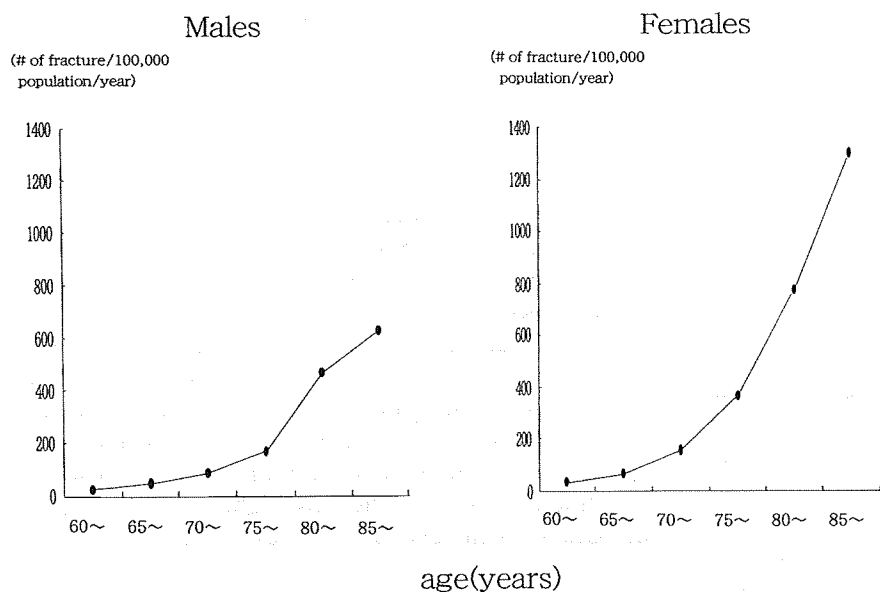 Males
(# of fracture/100,000
population/year)
1400
1200
1000
800
600
400
200
0
60～ 65～ 70～ 75～ 80～ 85～
Females
(# of fracture/100,000
population/year)
1400
1200
1000
800
600
400
200
0
60～ 65～ 70～ 75～ 80～ 85～
age(years)